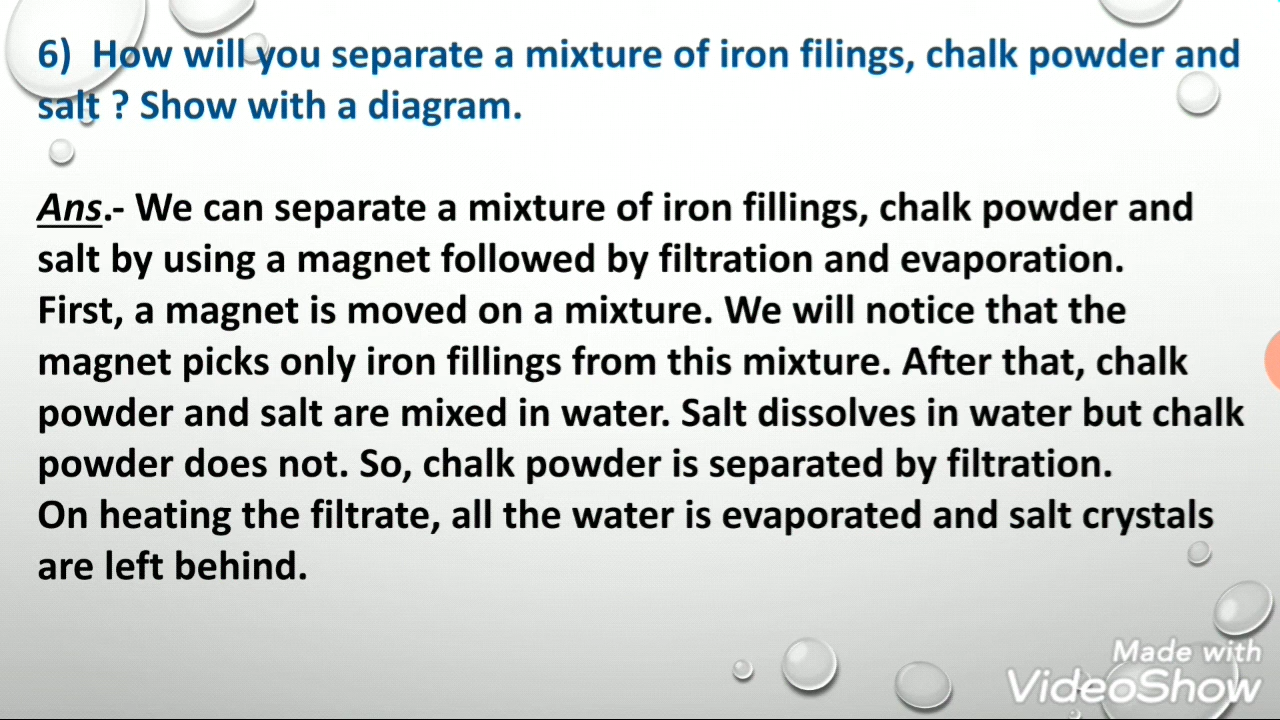 6) How will you separate a mixture of iron filings, chalk powder and
salt ? Show with a diagram.
Ans.- We can separate a mixture of iron fillings, chalk powder and
salt by using a magnet followed by filtration and evaporation.
First, a magnet is moved on a mixture. We will notice that the
magnet picks only iron fillings from this mixture. After that, chalk
powder and salt are mixed in water. Salt dissolves in water but chalk
powder does not. So, chalk powder is separated by filtration.
On heating the filtrate, all the water is evaporated and salt crystals
are left behind.
Made with
VideoShow